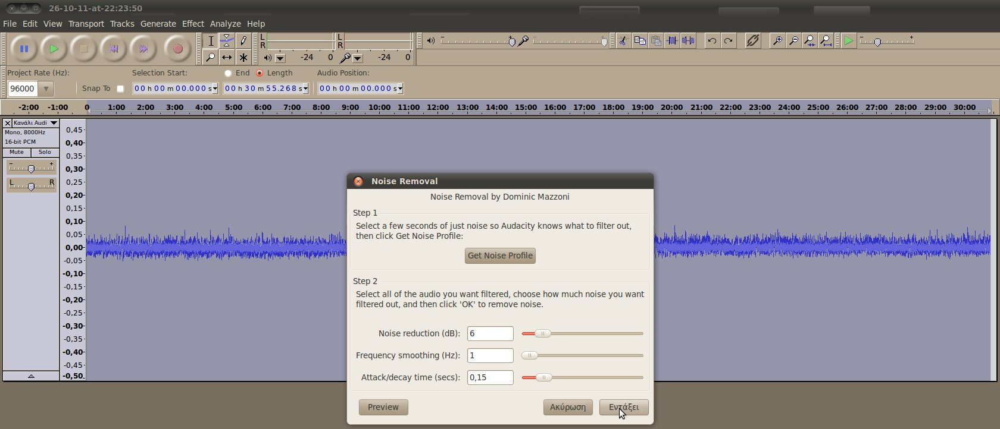 26-10-11-at-22:23:50
File Edit View Transport Tracks Generate Effect Analyze Help
L
R
L
R
-24 0
-24 0
Project Rate (Hz): Selection Start: End Length Audio Position:
96000 Snap To 00 h 00 m 00.000 s 00 h 30 m 55.268 s 00 h 00 m 00.000 s
-2:00 -1:00 0 1:00 2:00 3:00 4:00 5:00 6:00 7:00 8:00 9:00 10:00 11:00 12:00 13:00 14:00 15:00 16:00 17:00 18:00 19:00 20:00 21:00 22:00 23:00 24:00 25:00 26:00 27:00 28:00 29:00 30:00
Κανάλι Audi
Mono, 8000Hz
16-bit PCM
Mute Solo
- +
L R
0,45
0,40
0,35
0,30
0,25
0,20
0,15
0,10
0,05
0,00
-0,05
-0,10
-0,15
-0,20
-0,25
-0,30
-0,35
-0,40
-0,45
-0,50
Noise Removal
Noise Removal by Dominic Mazzoni
Step 1
Select a few seconds of just noise so Audacity knows what to filter out,
then click Get Noise Profile:
Get Noise Profile
Step 2
Select all of the audio you want filtered, choose how much noise you want
filtered out, and then click 'OK' to remove noise.
Noise reduction (dB): 6
Frequency smoothing (Hz): 1
Attack/decay time (secs): 0,15
Preview Ακύρωση Εντάξει